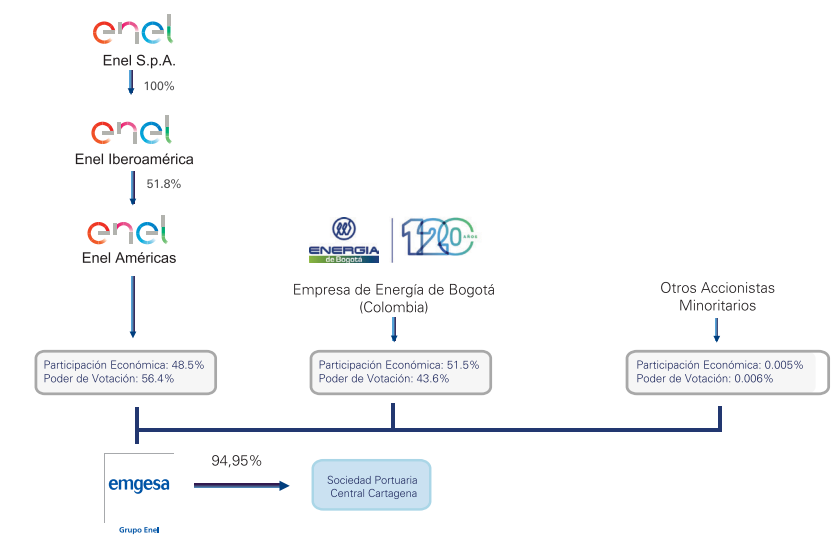 enel
Enel S.p.A.
100%
enel
Enel Iberoamérica
51.8%
enel
Enel Américas
ENERGIA
de Bogotá
120 AÑOS
Empresa de Energía de Bogotá
(Colombia)
Otros Accionistas
Minoritarios
Participación Económica: 48.5%
Poder de Votación: 56.4%
Participación Económica: 51.5%
Poder de Votación: 43.6%
Participación Económica: 0.005%
Poder de Votación: 0.006%
94,95%
emgesa
Grupo Enel
Sociedad Portuaria
Central Cartagena